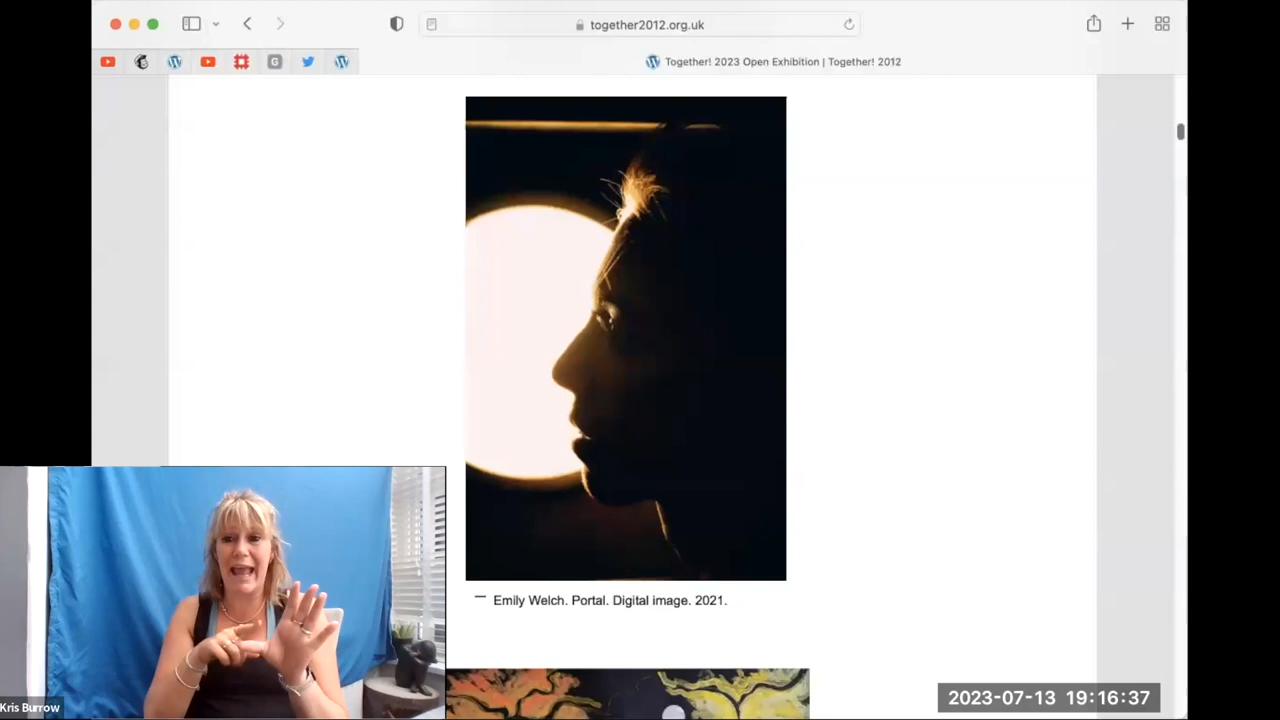 together2012.org.uk
G
Together! 2023 Open Exhibition | Together! 2012
Emily Welch. Portal. Digital image. 2021.
Kris Burrow
2023-07-13 19:16:37